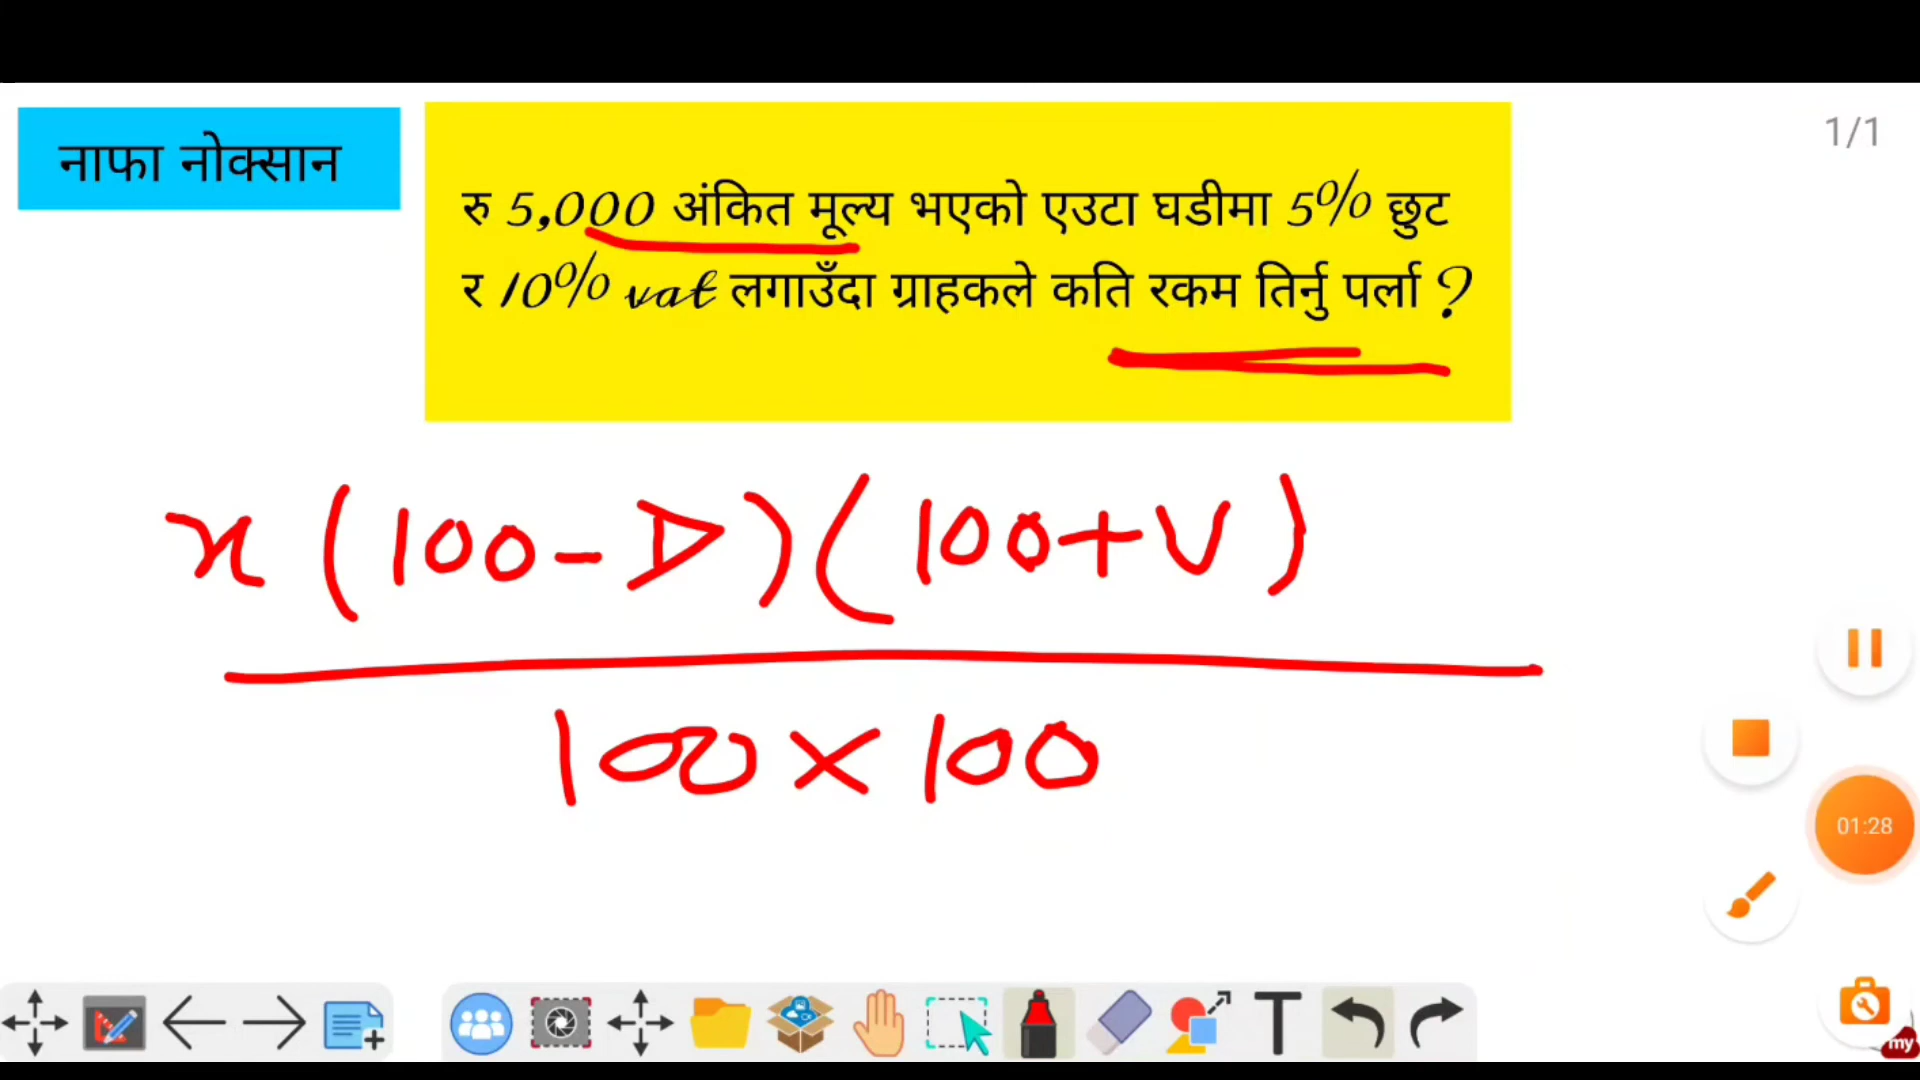 1/1
नाफा नोक्सान
रु 5,000 अंकित मूल्य भएको एउटा घडीमा 5% छुट
र 10% vat लगाउँदा ग्राहकले कति रकम तिर्नु पर्ला ?
x (100-D)(100+V)
100×100
01:28
T
my